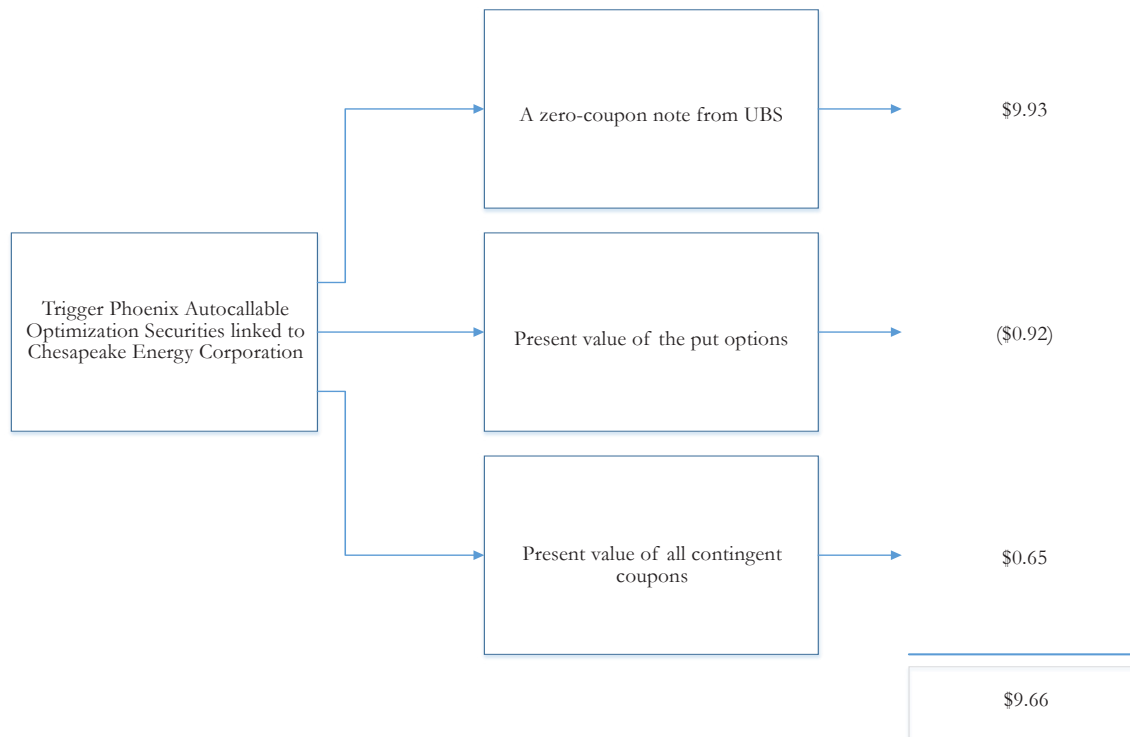 A zero-coupon note from UBS
$9.93
Trigger Phoenix Autocallable
Optimization Securities linked to
Chesapeake Energy Corporation
Present value of the put options
($0.92)
Present value of all contingent
coupons
$0.65
$9.66